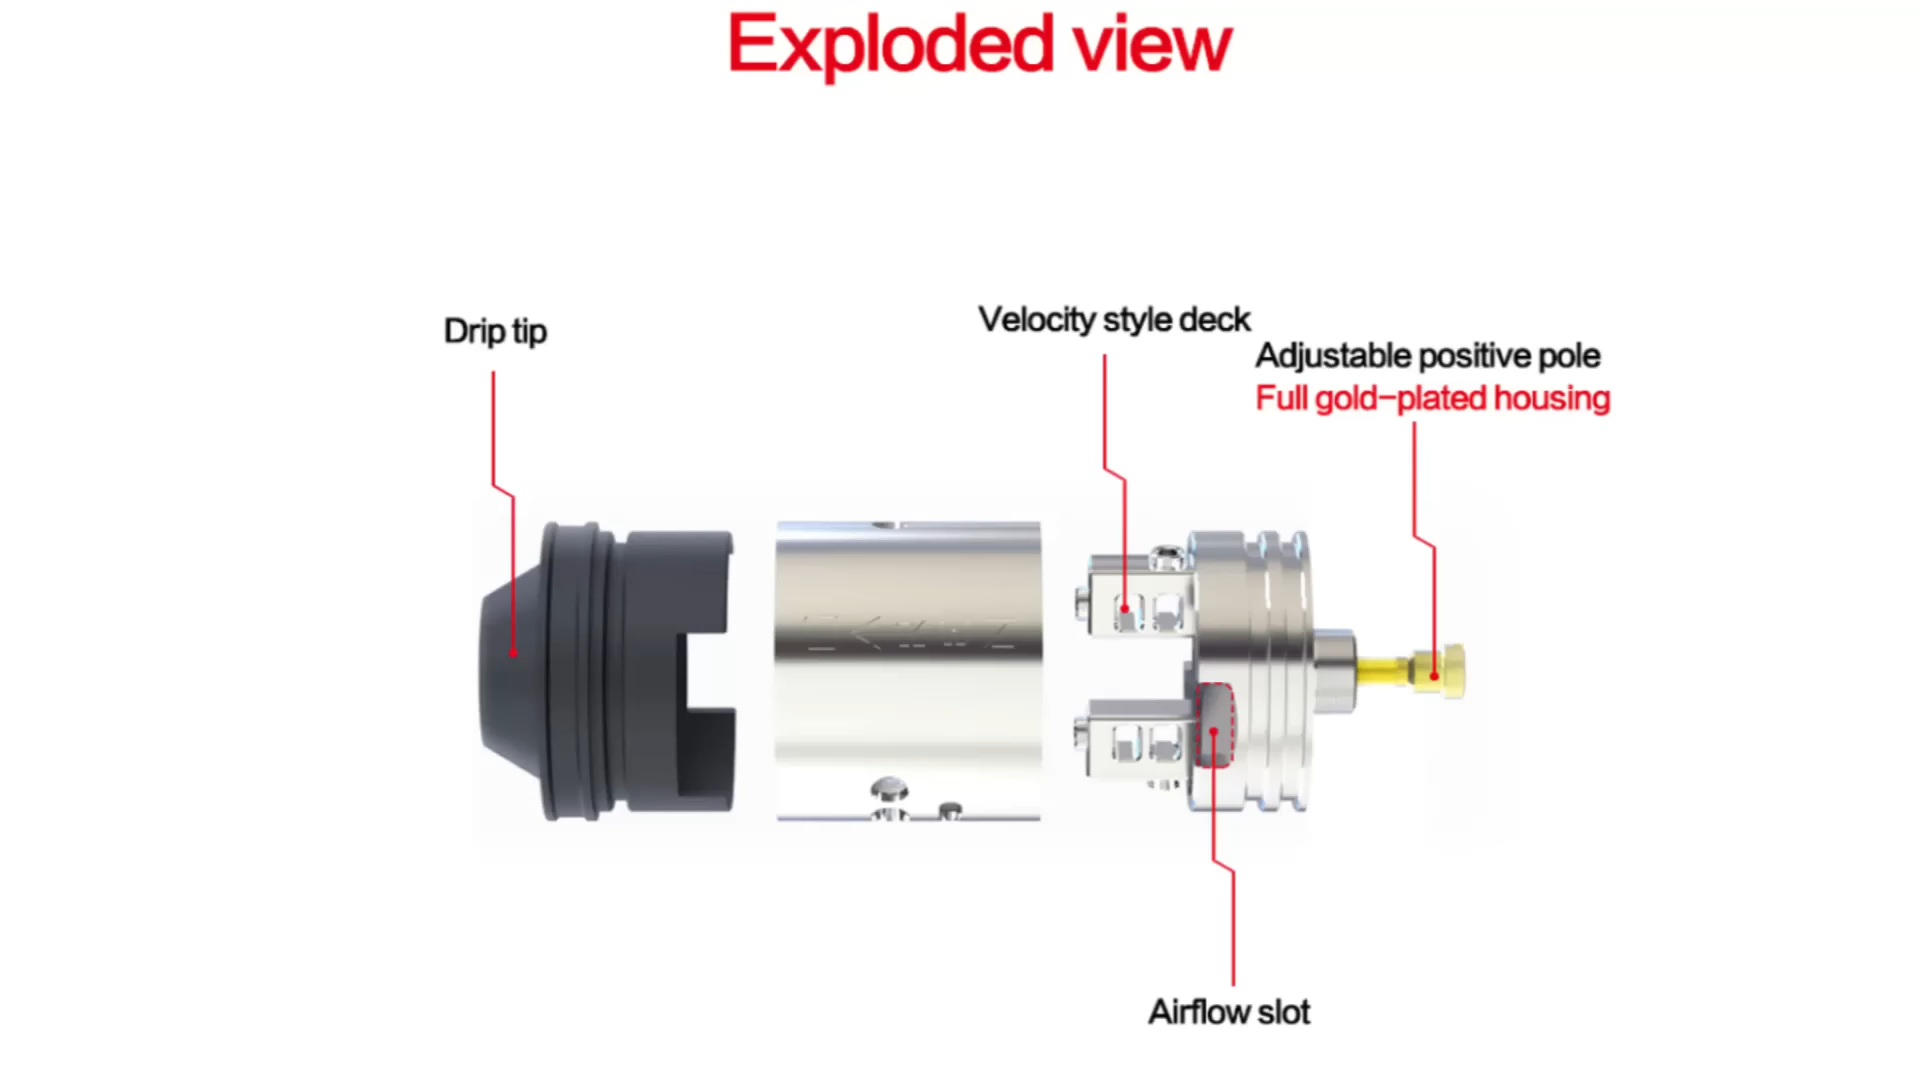 Exploded view
Drip tip
Velocity style deck
Adjustable positive pole
Full gold-plated housing
Airflow slot